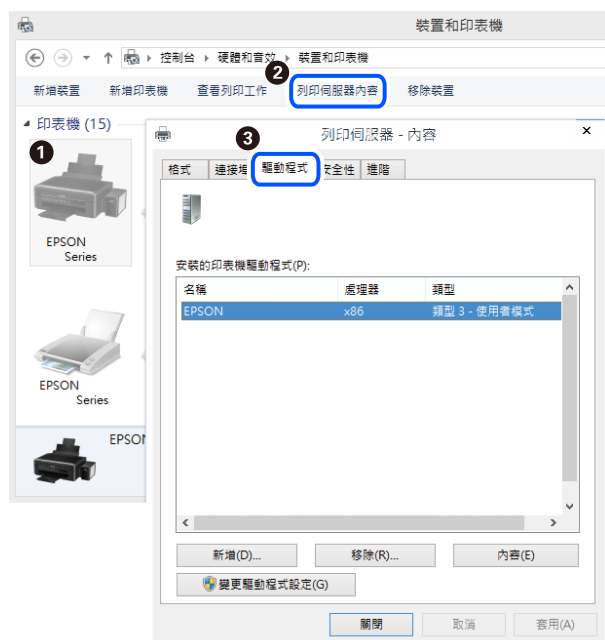 裝置和印表機
控制台 ▸ 硬體和音效 ▸ 裝置和印表機
2
新增裝置 新增印表機 查看列印工作 列印伺服器內容 移除裝置
印表機 (15)
1
EPSON
Series
EPSON
Series
EPSON
3
列印伺服器 - 內容
格式 連接埠 驅動程式 安全性 進階
安裝的印表機驅動程式(P):
名稱 處理器 類型
EPSON x86 類型 3 - 使用者模式
新增(D)... 移除(R)... 內容(E)
變更驅動程式設定(G)
關閉 取消 套用(A)